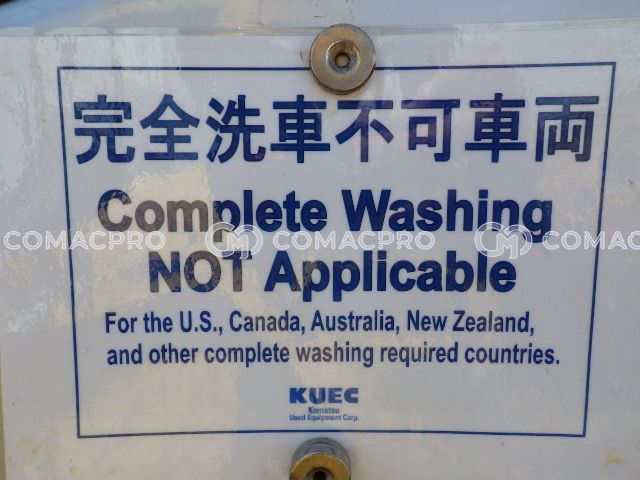 完全洗車不可車両
Complete Washing
NOT Applicable
For the U.S., Canada, Australia, New Zealand,
and other complete washing required countries.
KUEC
Komatsu
Used Equipment Corp.
COMACPRO COMACPRO COMACPRO